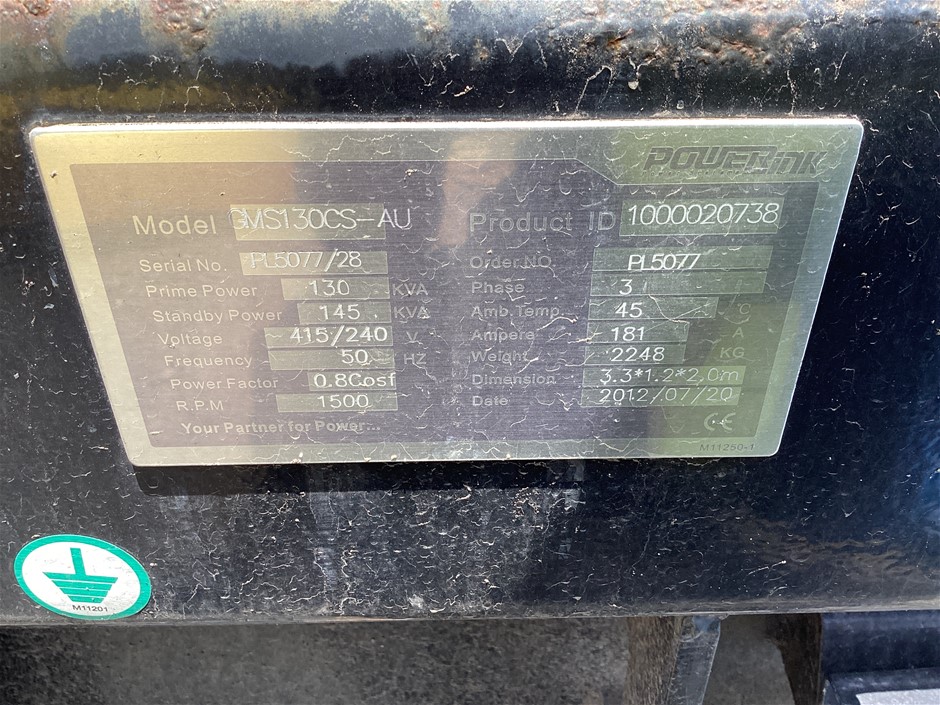 POWERLINK
Model GMS130CS-AU Product ID 1000020738
Serial No. PL5077/28 Order.NO PL5077
Prime Power 130 KVA Phase 3
Standby Power 145 KVA Amb.Temp 45 °C
Voltage 415/240 V Ampere 181 A
Frequency 50 HZ Weight 2248 KG
Power Factor 0.8Cosf Dimension 3.3*1.2*2.0m
R.P.M 1500 Date 2012/07/20
Your Partner for Power... CE
M11250-1
M11201